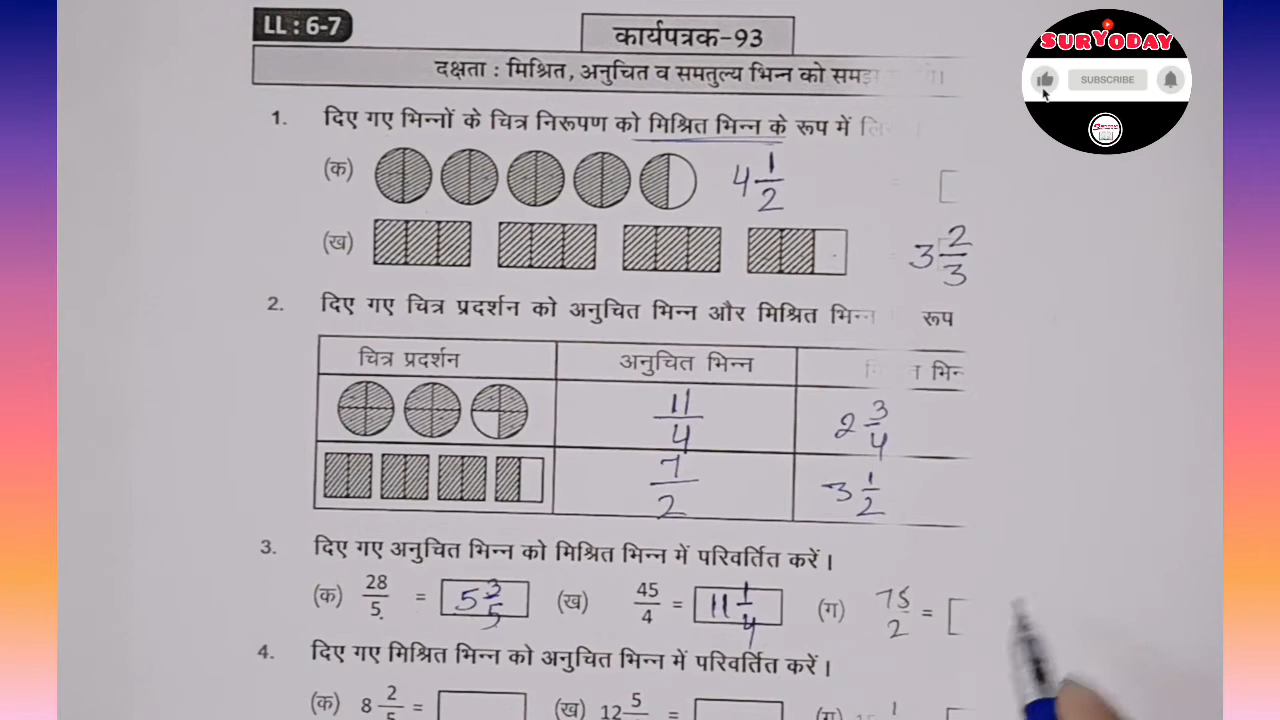 LL : 6-7
कार्यपत्रक-93
दक्षता : मिश्रित, अनुचित व समतुल्य भिन्न को
SURYODAY
SUBSCRIBE
1. दिए गए भिन्नों के चित्र निरूपण को मिश्रित भिन्न के रूप में
(क) 4 1/2
(ख) 3 2/3
2. दिए गए चित्र प्रदर्शन को अनुचित भिन्न और मिश्रित भिन्न रूप
चित्र प्रदर्शन अनुचित भिन्न
11/4 2 3/4
7/2 3 1/2
3. दिए गए अनुचित भिन्न को मिश्रित भिन्न में परिवर्तित करें।
(क) 28/5 = 5 3/5 (ख) 45/4 = 11 1/4 (ग) 75/2 =
4. दिए गए मिश्रित भिन्न को अनुचित भिन्न में परिवर्तित करें।
(क) 8 2/5 = (ख) 12 5 = (ग)